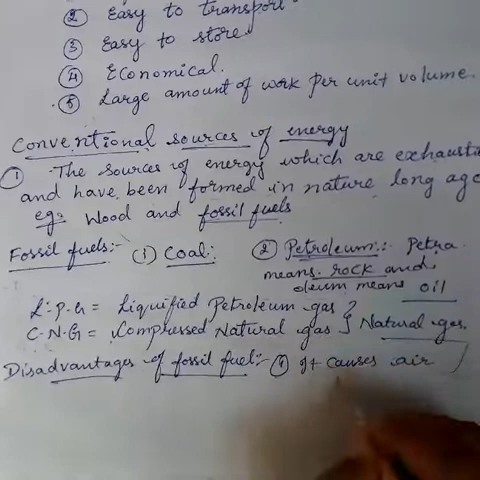 ② Easy to transport
③ Easy to store
④ Economical.
⑤ Large amount of work per unit volume.
Conventional sources of energy
① The sources of energy which are exhausti
and have been formed in nature long ago
eg:- Wood and fossil fuels
Fossil fuels:- (1) Coal: ② Petroleum:- Petra
means rock and
oleum means oil
L.P.G = Liquified Petroleum gas }
C.N.G = Compressed Natural gas } Natural gas.
Disadvantages of fossil fuel:- ① It causes air